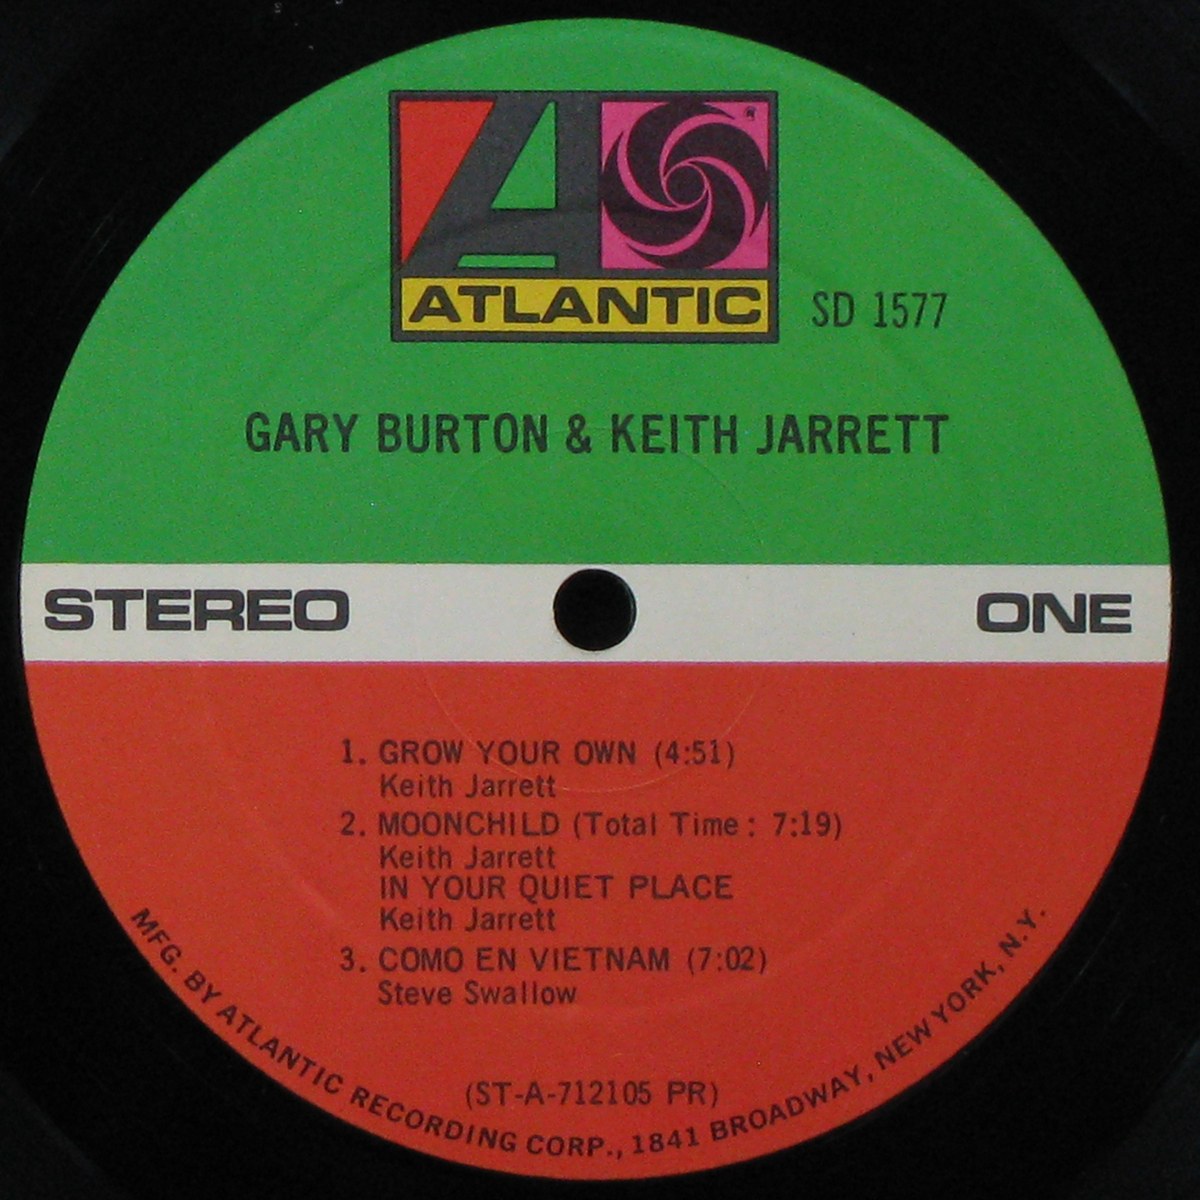 ATLANTIC
®
SD 1577
GARY BURTON & KEITH JARRETT
STEREO
ONE
1. GROW YOUR OWN (4:51)
Keith Jarrett
2. MOONCHILD (Total Time: 7:19)
Keith Jarrett
IN YOUR QUIET PLACE
Keith Jarrett
3. COMO EN VIETNAM (7:02)
Steve Swallow
(ST-A-712105 PR)
MFG. BY ATLANTIC RECORDING CORP., 1841 BROADWAY, NEW YORK, N.Y.